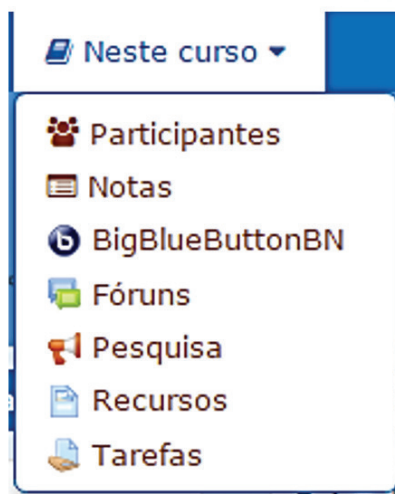 Neste curso
Participantes
Notas
BigBlueButtonBN
Fóruns
Pesquisa
Recursos
Tarefas